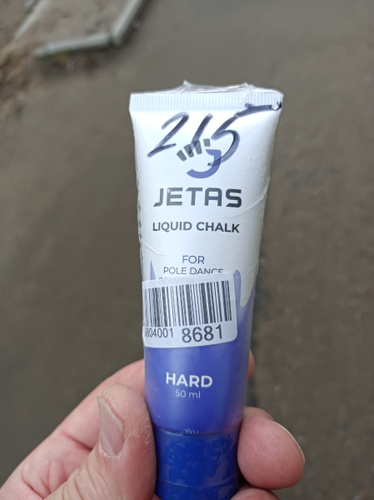 215
JETAS
LIQUID CHALK
FOR
POLE DANCE
8681
HARD
50 ml